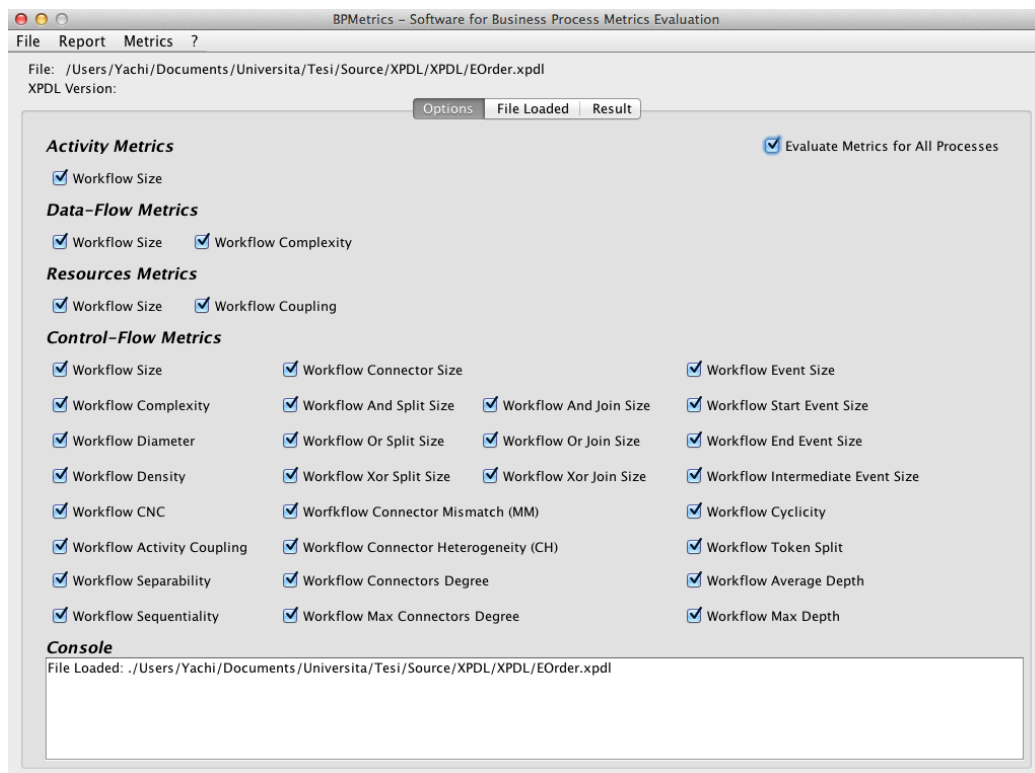 BPMetrics – Software for Business Process Metrics Evaluation
File Report Metrics ?
File: /Users/Yachi/Documents/Universita/Tesi/Source/XPDL/XPDL/EOrder.xpdl
XPDL Version:
Options File Loaded Result
Activity Metrics Evaluate Metrics for All Processes
Workflow Size
Data-Flow Metrics
Workflow Size Workflow Complexity
Resources Metrics
Workflow Size Workflow Coupling
Control-Flow Metrics
Workflow Size Workflow Connector Size Workflow Event Size
Workflow Complexity Workflow And Split Size Workflow And Join Size Workflow Start Event Size
Workflow Diameter Workflow Or Split Size Workflow Or Join Size Workflow End Event Size
Workflow Density Workflow Xor Split Size Workflow Xor Join Size Workflow Intermediate Event Size
Workflow CNC Worfkflow Connector Mismatch (MM) Workflow Cyclicity
Workflow Activity Coupling Workflow Connector Heterogeneity (CH) Workflow Token Split
Workflow Separability Workflow Connectors Degree Workflow Average Depth
Workflow Sequentiality Workflow Max Connectors Degree Workflow Max Depth
Console
File Loaded: ./Users/Yachi/Documents/Universita/Tesi/Source/XPDL/XPDL/EOrder.xpdl